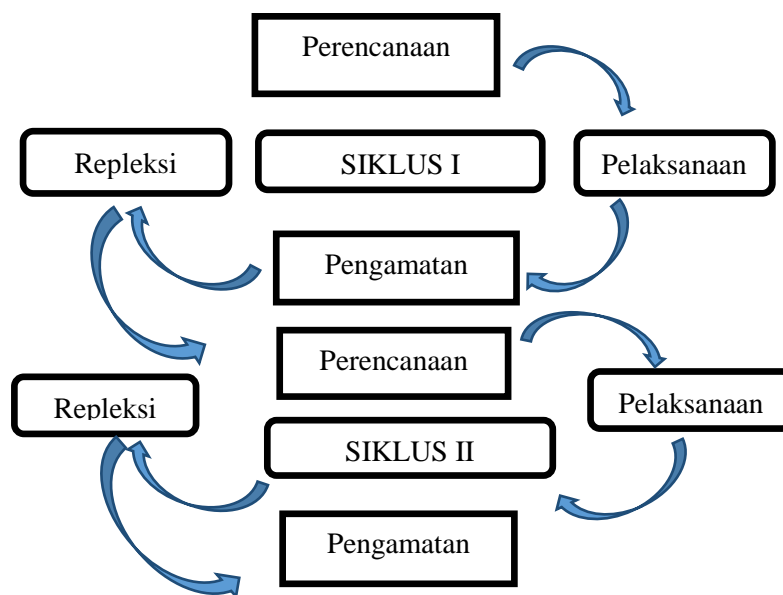 Perencanaan
Repleksi
SIKLUS I
Pelaksanaan
Pengamatan
Perencanaan
Repleksi
Pelaksanaan
SIKLUS II
Pengamatan